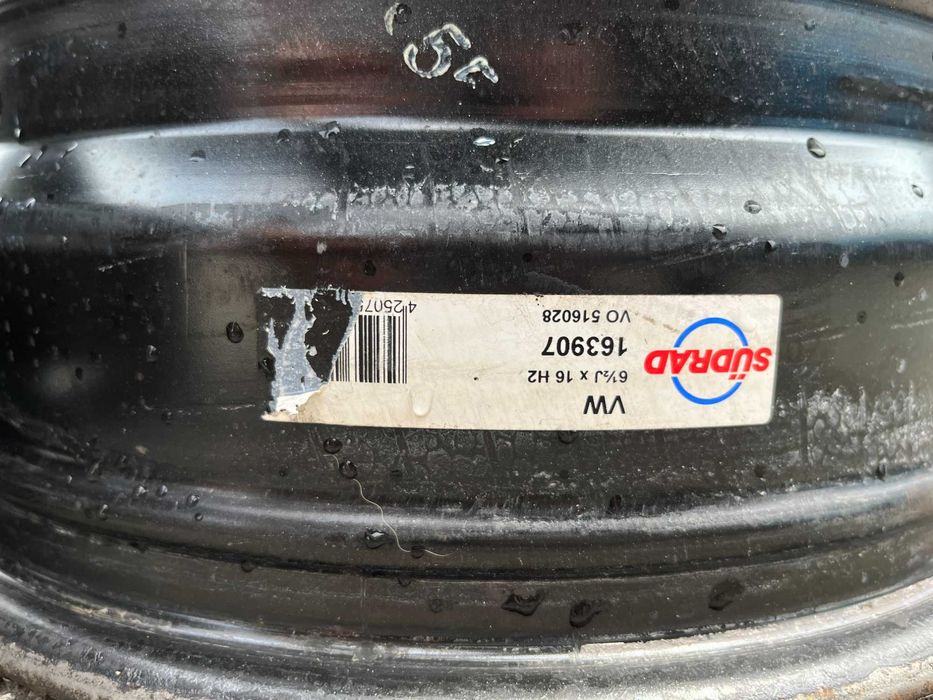 SÜDRAD
VW
6½J x 16 H2
163907
VO 516028